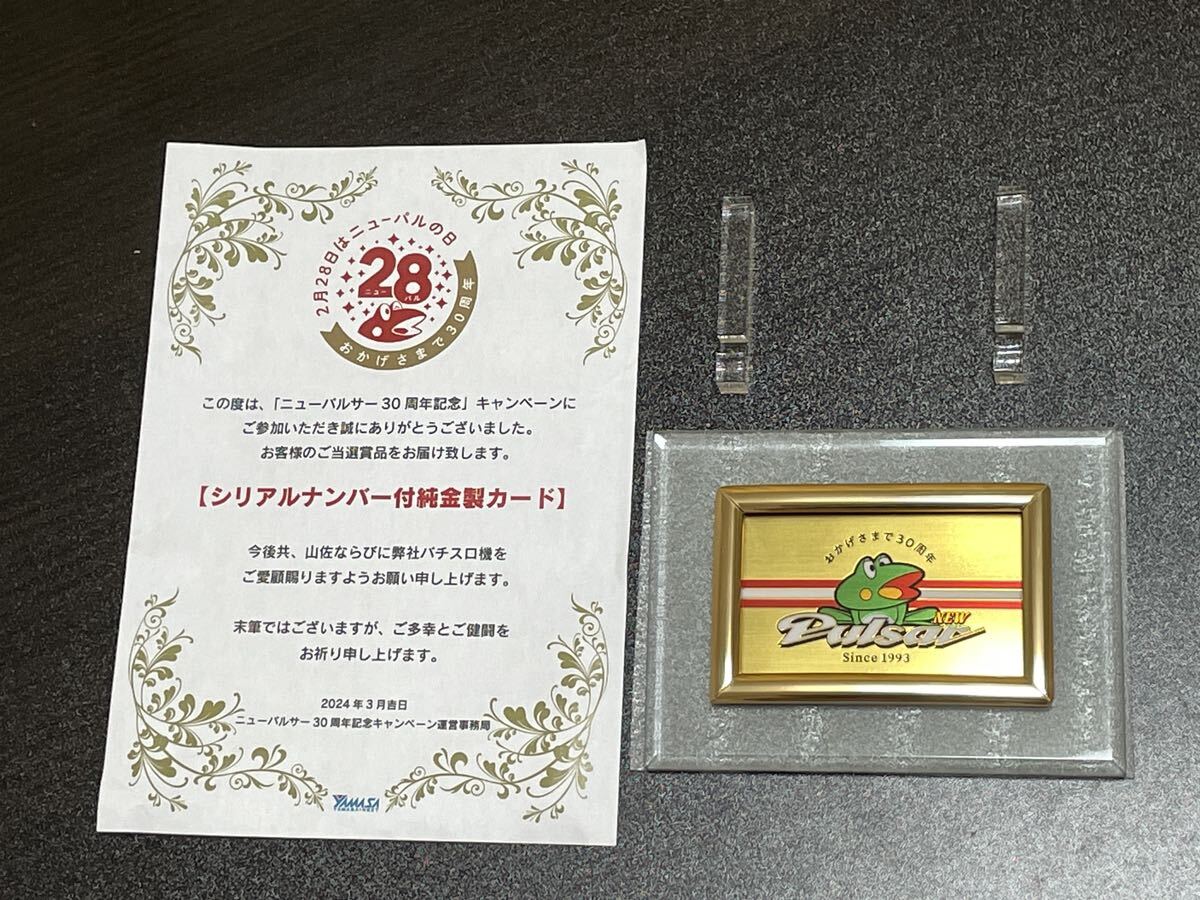 2月28日はニューパルの日
28
ニュー パル
おかげさまで30周年
この度は、「ニューパルサー30周年記念」キャンペーンに
ご参加いただき誠にありがとうございました。
お客様のご当選賞品をお届け致します。
【シリアルナンバー付純金製カード】
今後共、山佐ならびに弊社パチスロ機を
ご愛顧賜りますようお願い申し上げます。
末筆ではございますが、ご多幸とご健闘を
お祈り申し上げます。
2024年3月吉日
ニューパルサー30周年記念キャンペーン運営事務局
YAMASA
おかげさまで30周年
NEW
Pulsar
Since 1993